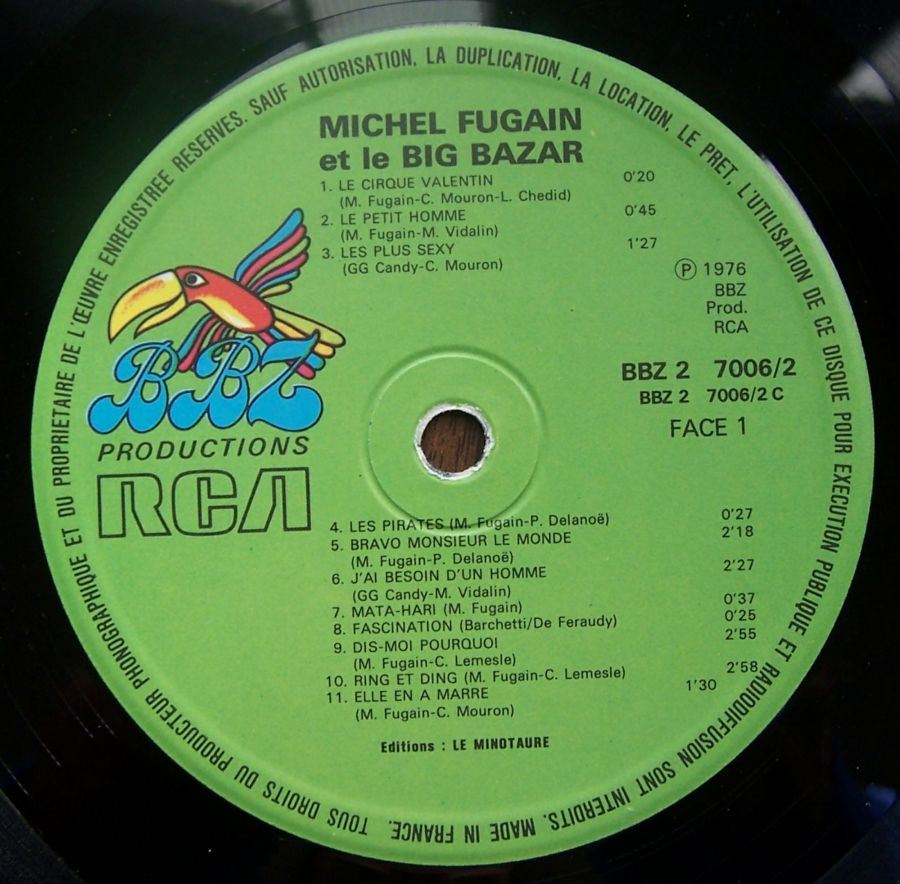 MICHEL FUGAIN
et le BIG BAZAR
1. LE CIRQUE VALENTIN 0'20
(M. Fugain-C. Mouron-L. Chedid)
2. LE PETIT HOMME 0'45
(M. Fugain-M. Vidalin)
3. LES PLUS SEXY 1'27
(GG Candy-C. Mouron)
Ⓟ 1976
BBZ
Prod.
RCA
BBZ
PRODUCTIONS
RCA
BBZ 2 7006/2
BBZ 2 7006/2 C
FACE 1
4. LES PIRATES (M. Fugain-P. Delanoë) 0'27
5. BRAVO MONSIEUR LE MONDE 2'18
(M. Fugain-P. Delanoë)
6. J'AI BESOIN D'UN HOMME 2'27
(GG Candy-M. Vidalin)
7. MATA-HARI (M. Fugain) 0'37
8. FASCINATION (Barchetti/De Feraudy) 0'25
9. DIS-MOI POURQUOI 2'55
(M. Fugain-C. Lemesle)
10. RING ET DING (M. Fugain-C. Lemesle) 2'58
11. ELLE EN A MARRE 1'30
(M. Fugain-C. Mouron)
Editions : LE MINOTAURE
TOUS DROITS DU PRODUCTEUR PHONOGRAPHIQUE ET DU PROPRIETAIRE DE L'ŒUVRE ENREGISTREE RESERVES. SAUF AUTORISATION, LA DUPLICATION, LA LOCATION, LE PRET, L'UTILISATION DE CE DISQUE POUR EXECUTION PUBLIQUE ET RADIODIFFUSION SONT INTERDITS. MADE IN FRANCE.